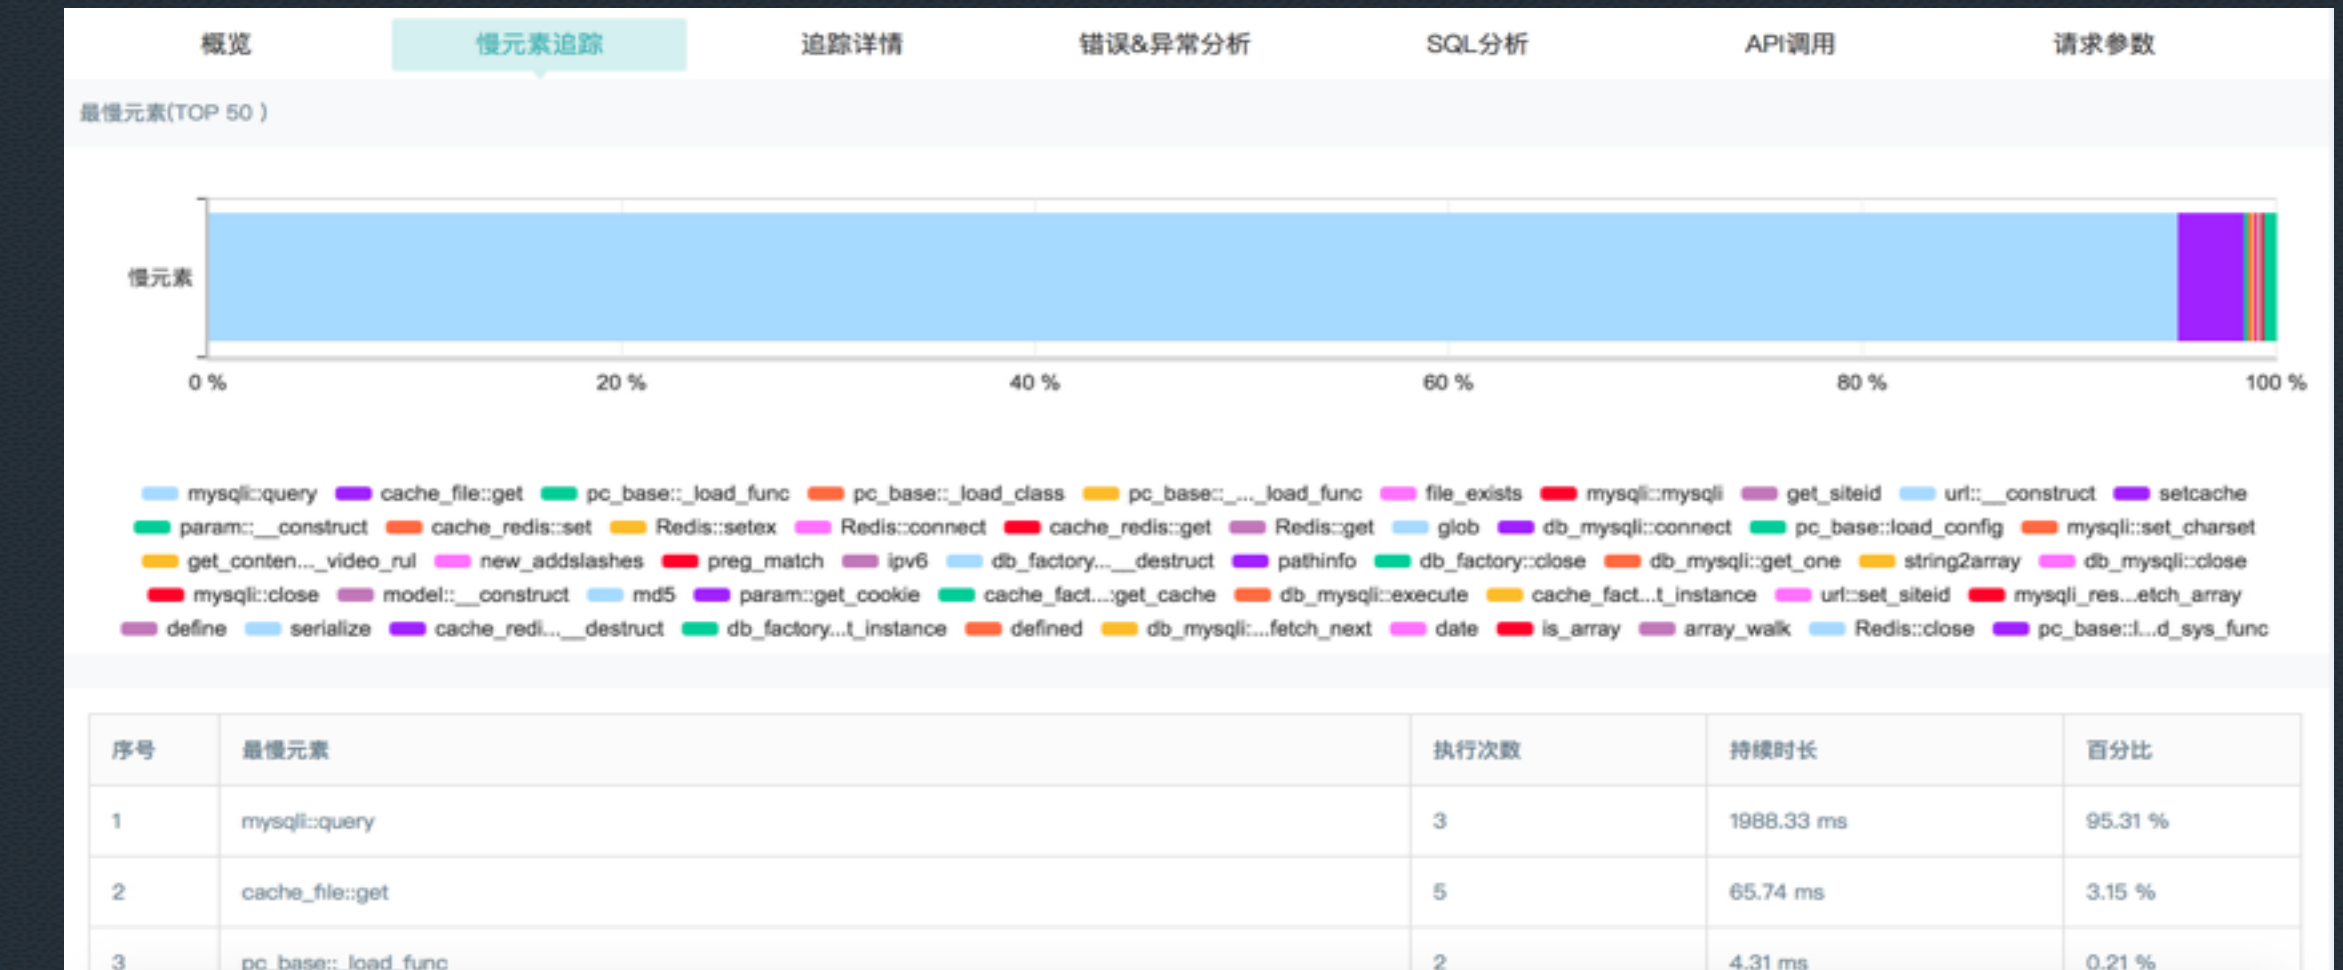 概览 慢元素追踪 追踪详情 错误&异常分析 SQL分析 API调用 请求参数
最慢元素(TOP 50 )
慢元素
0 % 20 % 40 % 60 % 80 % 100 %
mysqli::query cache_file::get pc_base::_load_func pc_base::_load_class pc_base::_..._load_func file_exists mysqli::mysqli get_siteid url::__construct setcache
param::__construct cache_redis::set Redis::setex Redis::connect cache_redis::get Redis::get glob db_mysqli::connect pc_base::load_config mysqli::set_charset
get_conten..._video_rul new_addslashes preg_match ipv6 db_factory...__destruct pathinfo db_factory::close db_mysqli::get_one string2array db_mysqli::close
mysqli::close model::__construct md5 param::get_cookie cache_fact...:get_cache db_mysqli::execute cache_fact...t_instance url::set_siteid mysqli_res...etch_array
define serialize cache_redi...__destruct db_factory...t_instance defined db_mysqli:...fetch_next date is_array array_walk Redis::close pc_base::l...d_sys_func
序号 最慢元素 执行次数 持续时长 百分比
1 mysqli::query 3 1988.33 ms 95.31 %
2 cache_file::get 5 65.74 ms 3.15 %
3 pc_base::_load_func 2 4.31 ms 0.21 %